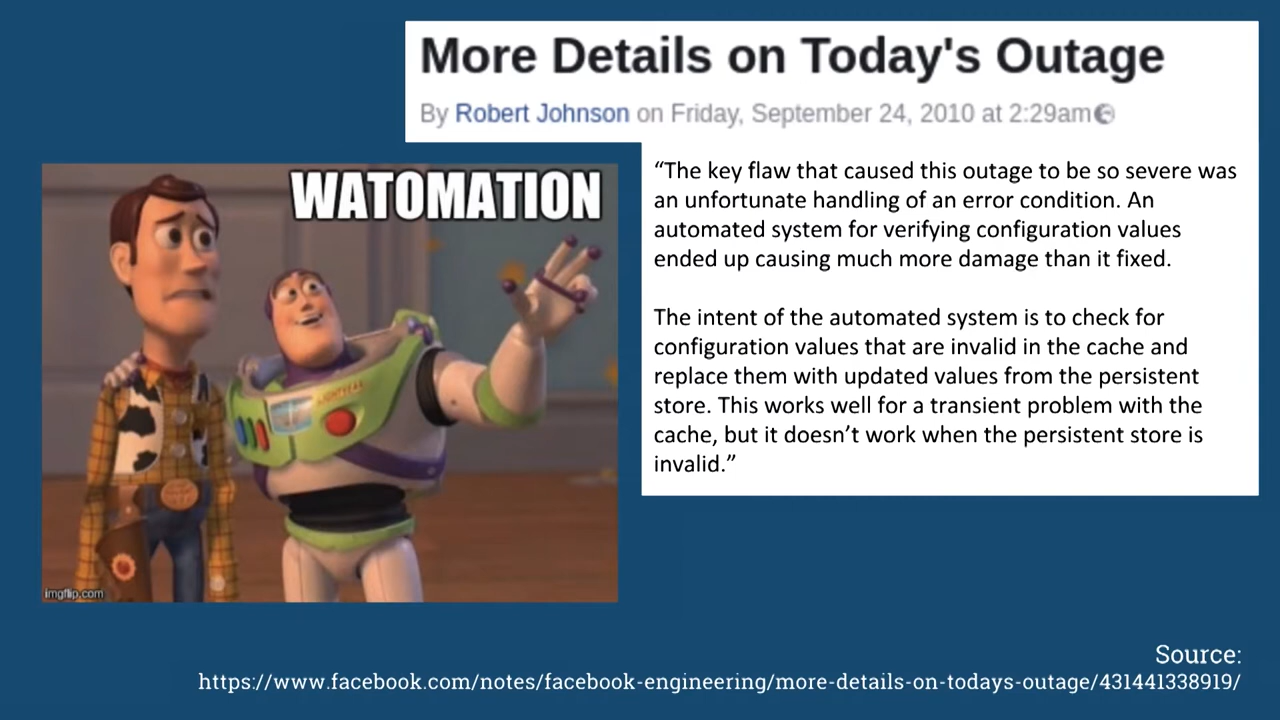 More Details on Today's Outage
By Robert Johnson on Friday, September 24, 2010 at 2:29am
WATOMATION
LIGHTYEAR
imgflip.com
“The key flaw that caused this outage to be so severe was
an unfortunate handling of an error condition. An
automated system for verifying configuration values
ended up causing much more damage than it fixed.
The intent of the automated system is to check for
configuration values that are invalid in the cache and
replace them with updated values from the persistent
store. This works well for a transient problem with the
cache, but it doesn’t work when the persistent store is
invalid.”
Source:
https://www.facebook.com/notes/facebook-engineering/more-details-on-todays-outage/431441338919/